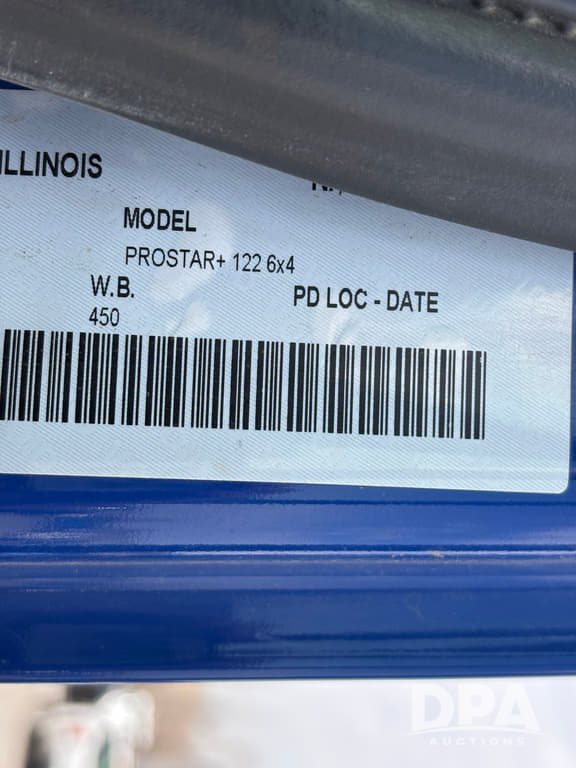 ILLINOIS
MODEL
PROSTAR+ 122 6x4
W.B. PD LOC - DATE
450
DPA
AUCTIONS